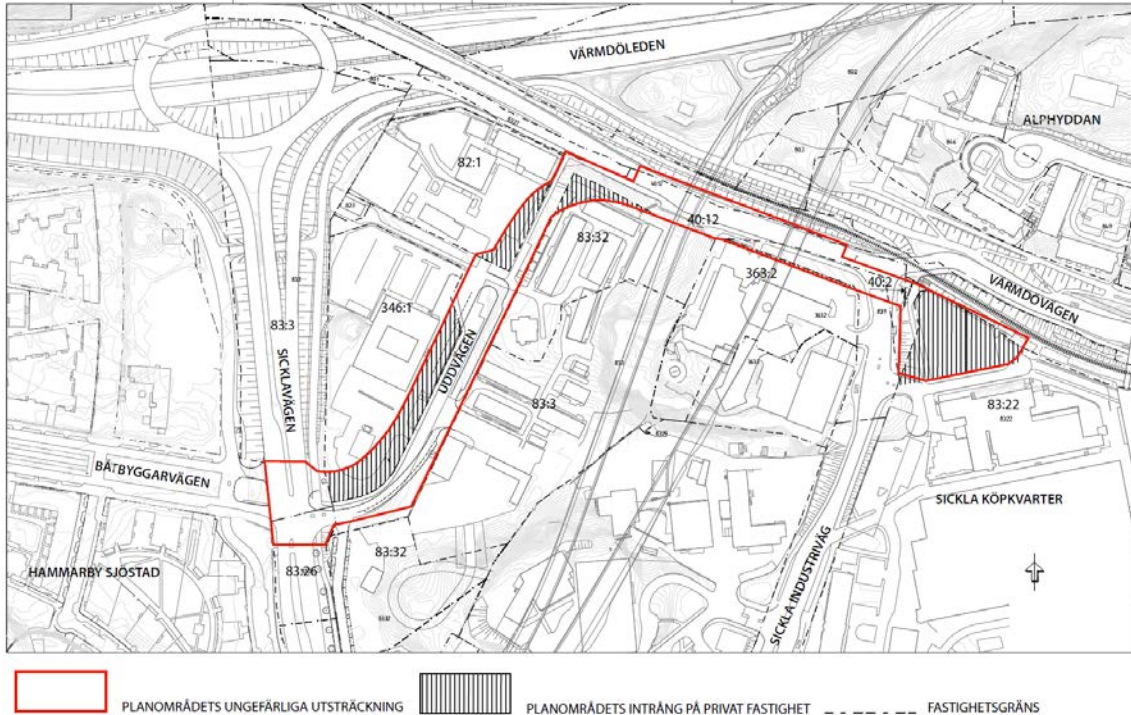 VÄRMDÖLEDEN
ALPHYDDAN
82:1
40:12
83:32
363:2
40:2
VÄRMDÖVÄGEN
346:1
83:3
SICKLAVÄGEN
UDDVÄGEN
83:3
83:22
BÅTBYGGARVÄGEN
SICKLA KÖPKVARTER
83:32
HAMMARBY SJÖSTAD
83:26
SICKLA INDUSTRIVÄG
PLANOMRÅDETS UNGEFÄRLIGA UTSTRÄCKNING
PLANOMRÅDETS INTRÅNG PÅ PRIVAT FASTIGHET
FASTIGHETSGRÄNS